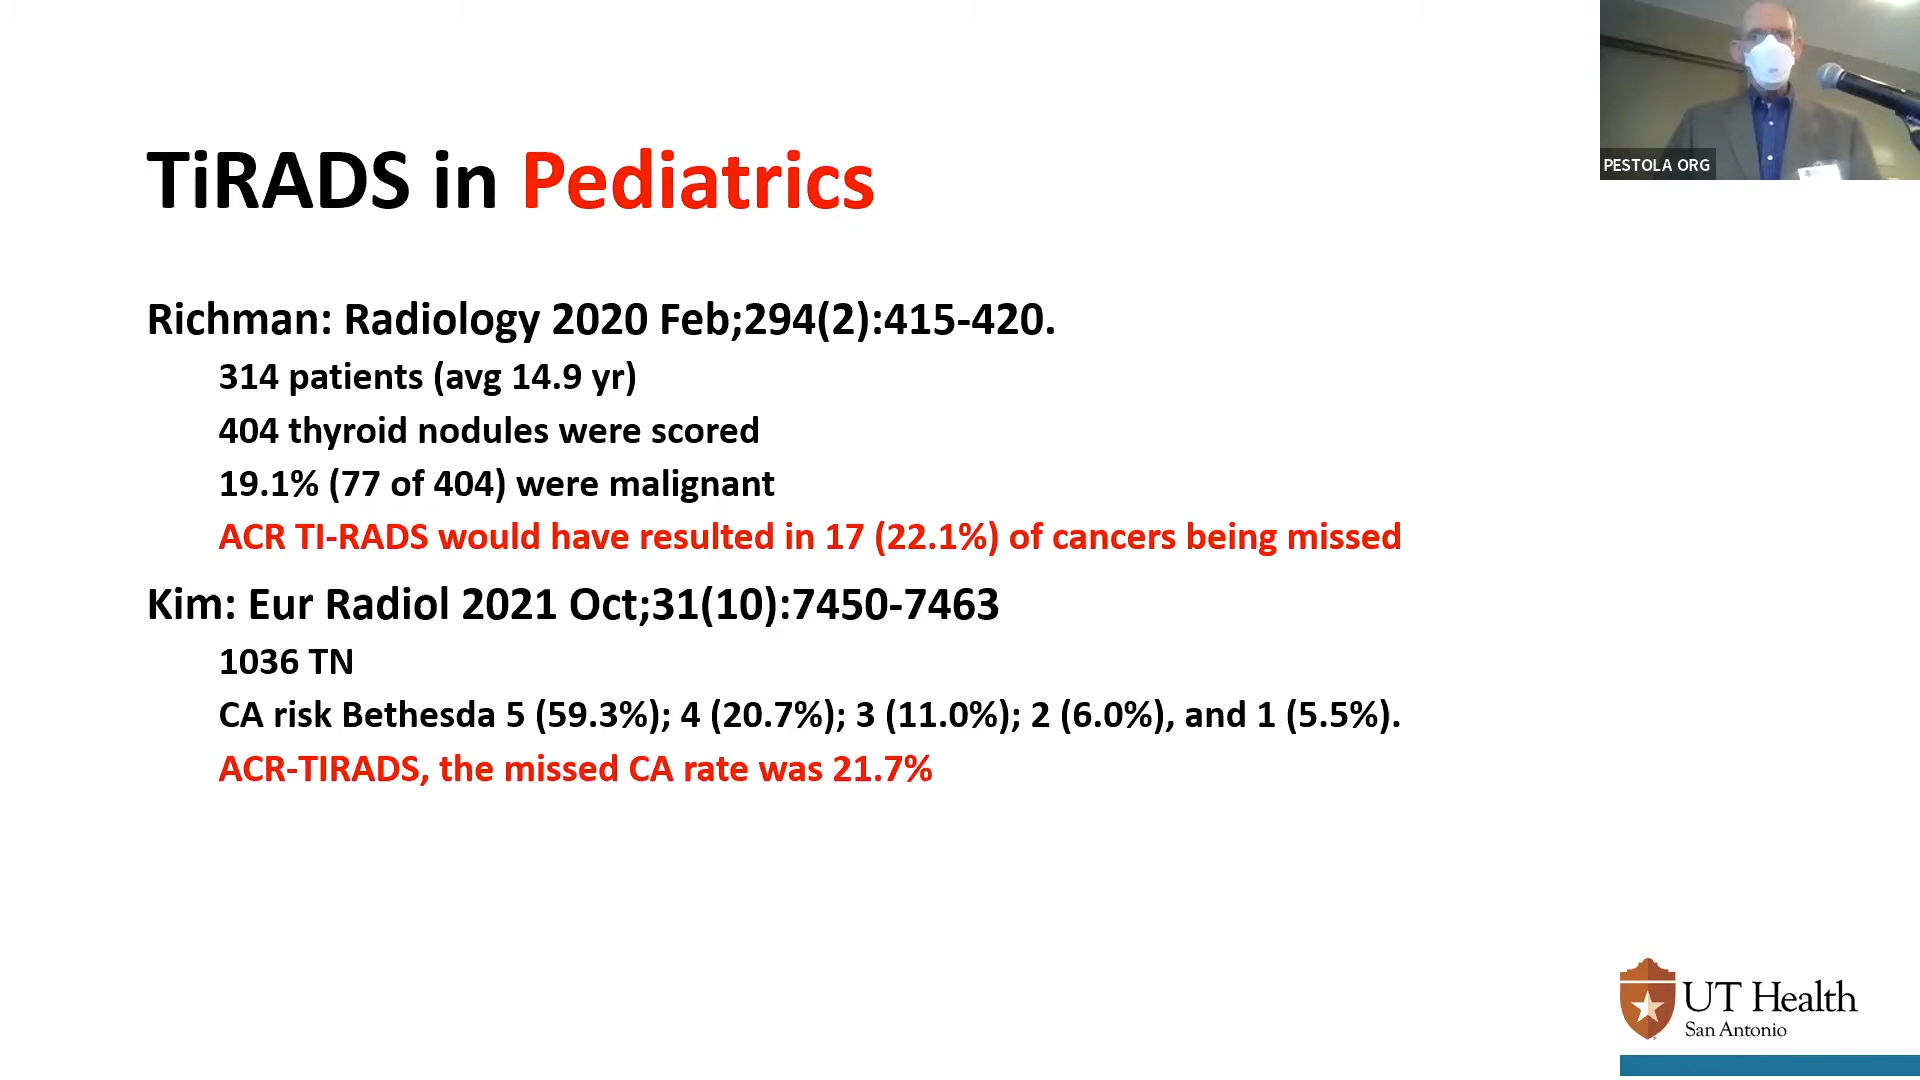 TiRADS in Pediatrics
PESTOLA ORG
Richman: Radiology 2020 Feb;294(2):415-420.
314 patients (avg 14.9 yr)
404 thyroid nodules were scored
19.1% (77 of 404) were malignant
ACR TI-RADS would have resulted in 17 (22.1%) of cancers being missed
Kim: Eur Radiol 2021 Oct;31(10):7450-7463
1036 TN
CA risk Bethesda 5 (59.3%); 4 (20.7%); 3 (11.0%); 2 (6.0%), and 1 (5.5%).
ACR-TIRADS, the missed CA rate was 21.7%
UT Health
San Antonio